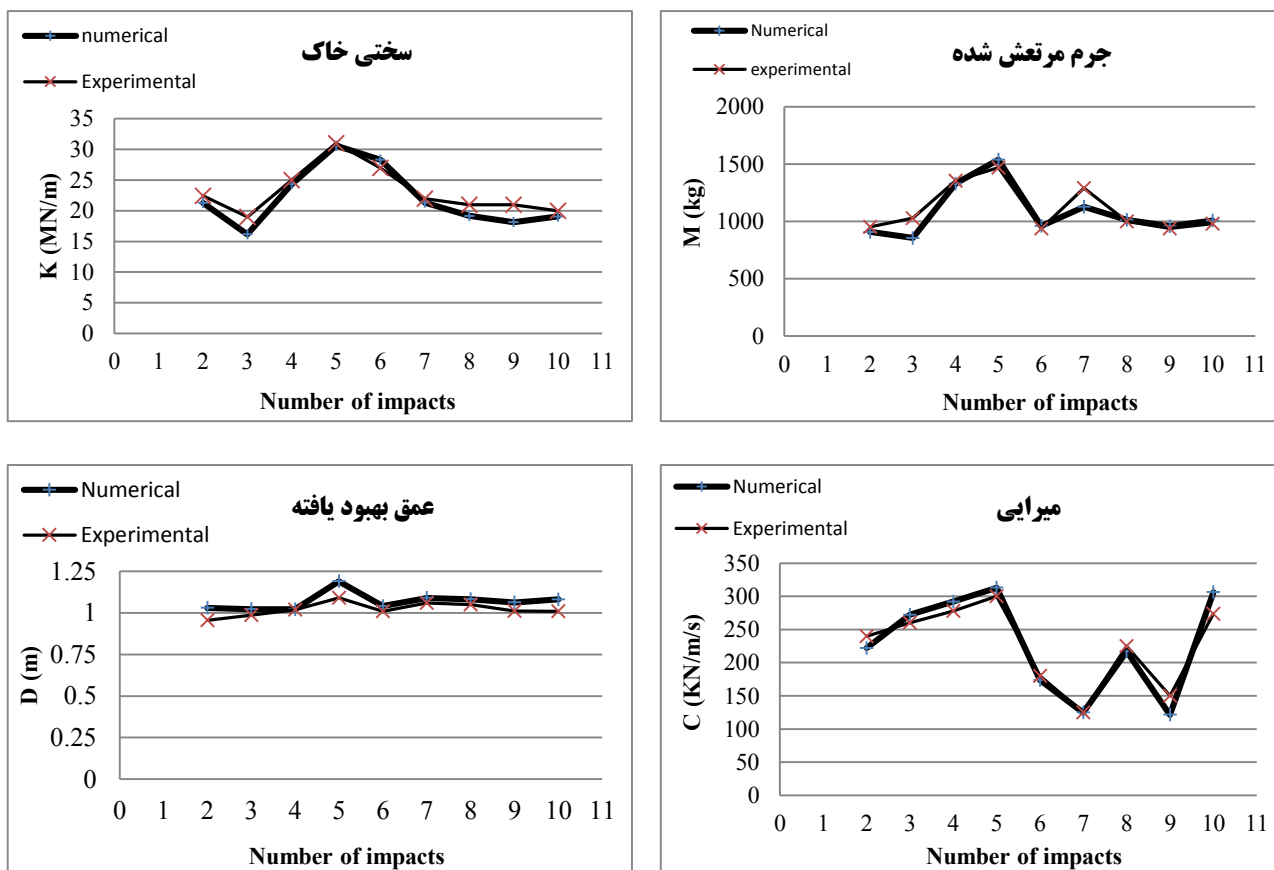 numerical
Experimental
سختی خاک
K (MN/m)
35
30
25
20
15
10
5
0
0 1 2 3 4 5 6 7 8 9 10 11
Number of impacts
Numerical
experimental
جرم مرتعش شده
M (kg)
2000
1500
1000
500
0
0 1 2 3 4 5 6 7 8 9 10 11
Number of impacts
Numerical
Experimental
عمق بهبود یافته
D (m)
1.25
1
0.75
0.5
0.25
0
0 1 2 3 4 5 6 7 8 9 10 11
Number of impacts
Numerical
Experimental
میرایی
C (KN/m/s)
350
300
250
200
150
100
50
0
0 1 2 3 4 5 6 7 8 9 10 11
Number of impacts